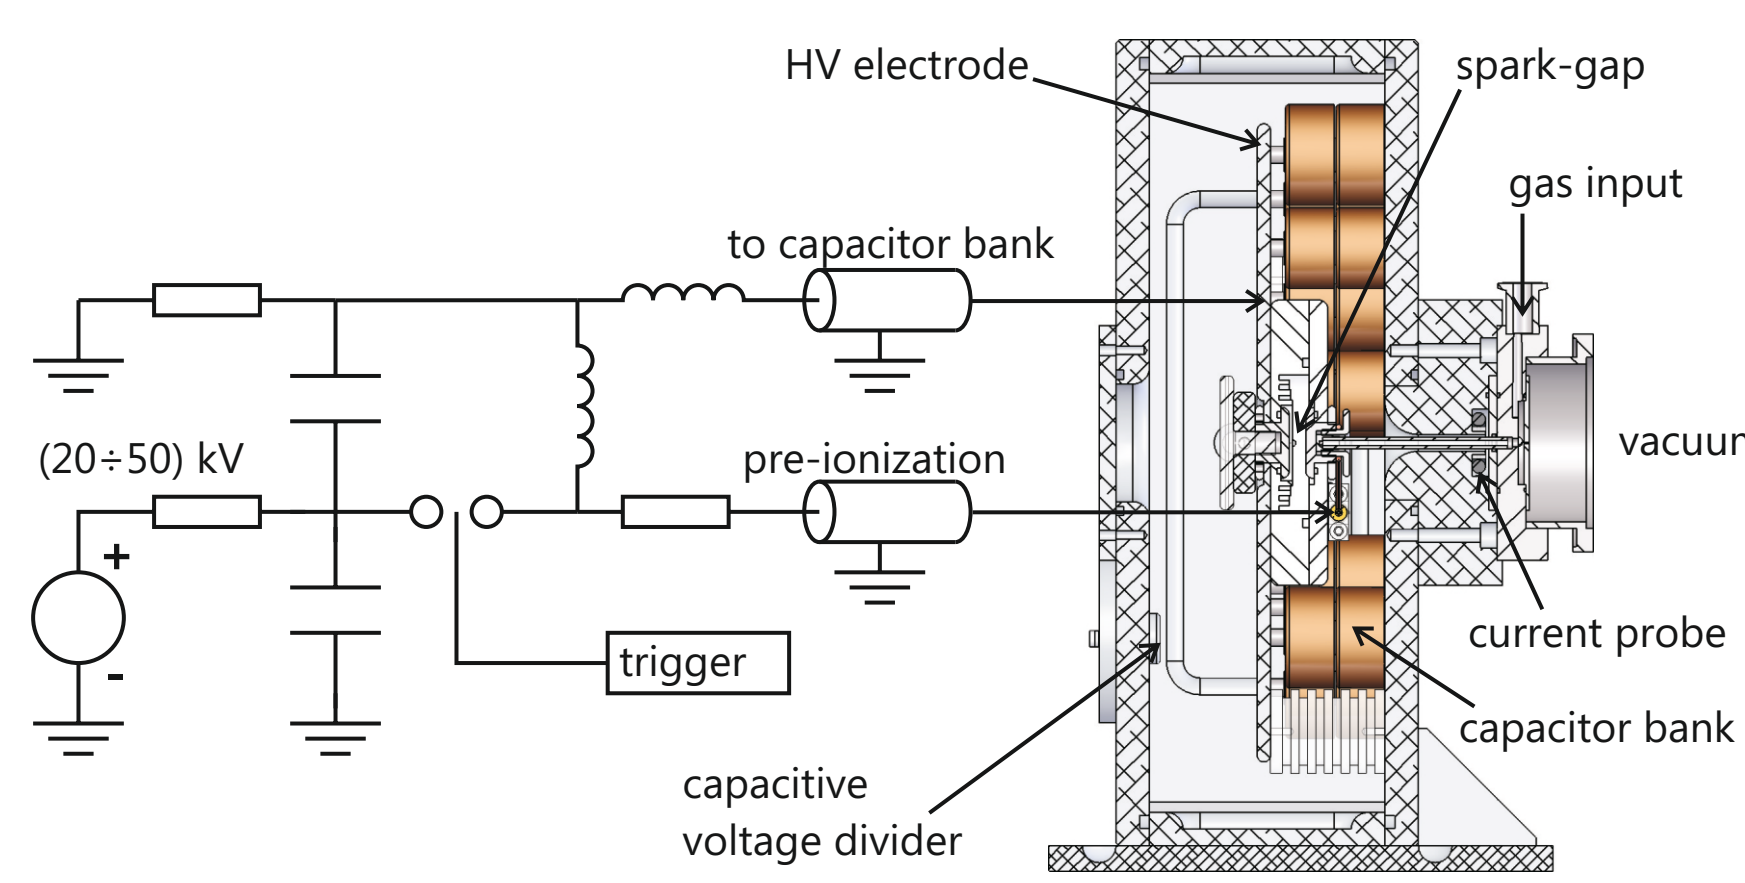 HV electrode
spark-gap
gas input
to capacitor bank
(20÷50) kV
pre-ionization
vacuum
+
-
trigger
current probe
capacitor bank
capacitive
voltage divider